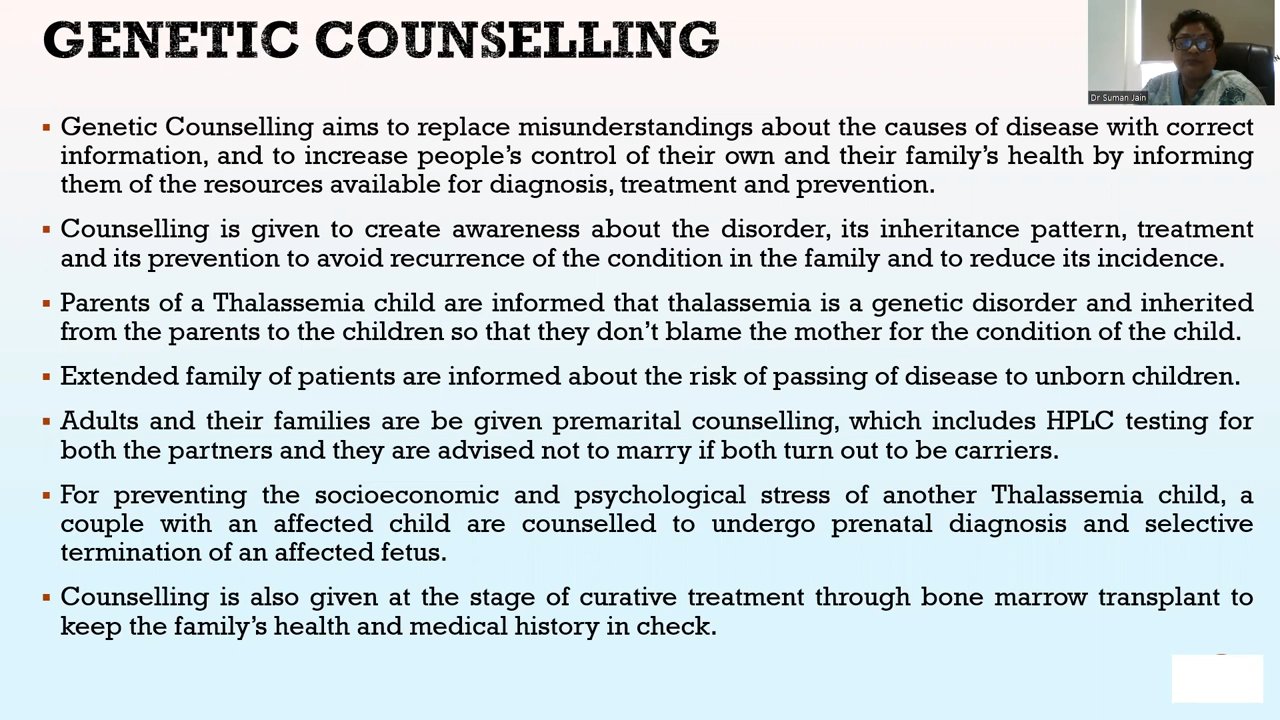 GENETIC COUNSELLING
Dr Suman Jain
▪ Genetic Counselling aims to replace misunderstandings about the causes of disease with correct
information, and to increase people's control of their own and their family's health by informing
them of the resources available for diagnosis, treatment and prevention.
▪ Counselling is given to create awareness about the disorder, its inheritance pattern, treatment
and its prevention to avoid recurrence of the condition in the family and to reduce its incidence.
▪ Parents of a Thalassemia child are informed that thalassemia is a genetic disorder and inherited
from the parents to the children so that they don't blame the mother for the condition of the child.
▪ Extended family of patients are informed about the risk of passing of disease to unborn children.
▪ Adults and their families are be given premarital counselling, which includes HPLC testing for
both the partners and they are advised not to marry if both turn out to be carriers.
▪ For preventing the socioeconomic and psychological stress of another Thalassemia child, a
couple with an affected child are counselled to undergo prenatal diagnosis and selective
termination of an affected fetus.
▪ Counselling is also given at the stage of curative treatment through bone marrow transplant to
keep the family's health and medical history in check.